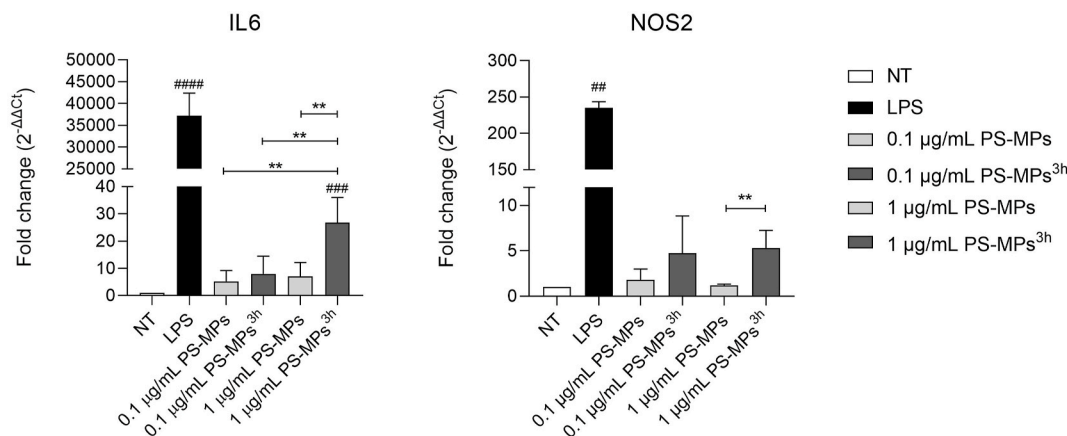 IL6
Fold change (2-ΔΔCt)
50000
45000
40000
35000
30000
25000
40
30
20
10
0
####
**
**
**
###
NT
LPS
0.1 µg/mL PS-MPs
0.1 µg/mL PS-MPs3h
1 µg/mL PS-MPs
1 µg/mL PS-MPs3h
NOS2
Fold change (2-ΔΔCt)
300
250
200
150
10
5
0
##
**
NT
LPS
0.1 µg/mL PS-MPs
0.1 µg/mL PS-MPs3h
1 µg/mL PS-MPs
1 µg/mL PS-MPs3h
NT
LPS
0.1 µg/mL PS-MPs
0.1 µg/mL PS-MPs3h
1 µg/mL PS-MPs
1 µg/mL PS-MPs3h